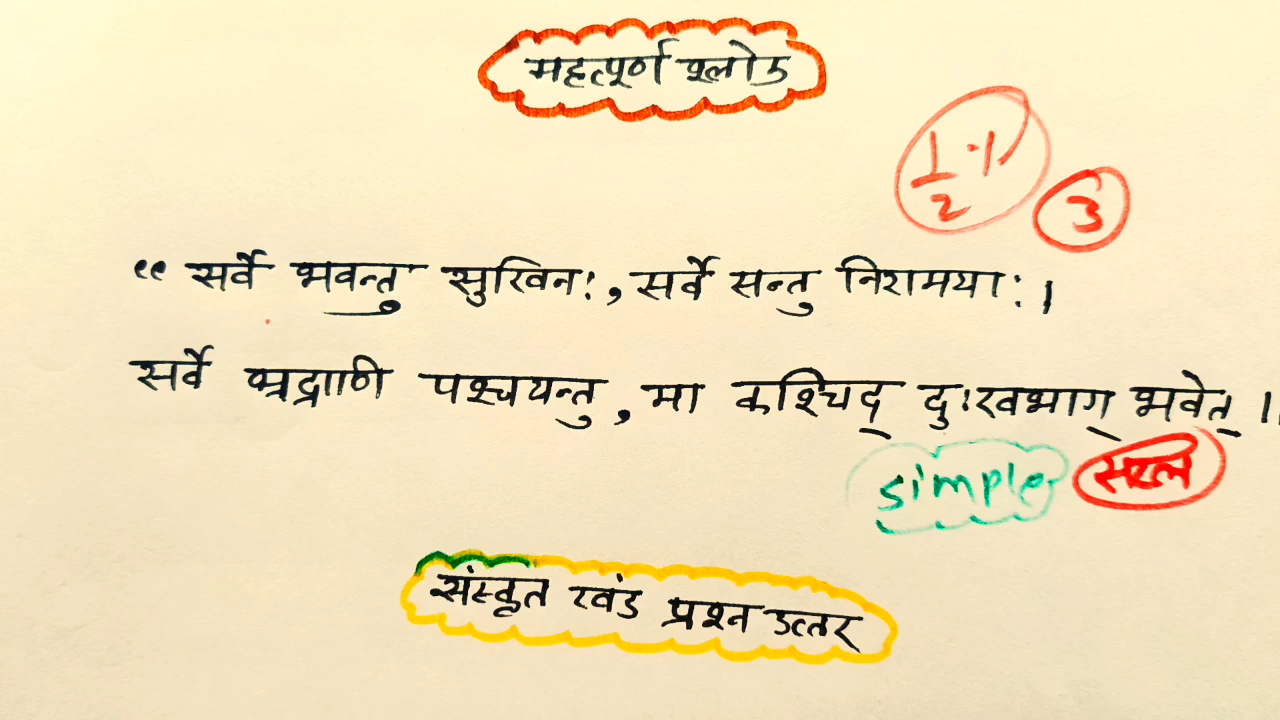 महत्पूर्ण श्लोक
1/2 1
3
“ सर्वे भवन्तु सुखिन:, सर्वे सन्तु निरामया: ।
सर्वे भद्राणि पश्चयन्तु, मा कश्चिद् दु:खभाग् भवेत् ।।
simple सरल
संस्कृत खंड प्रश्न उत्तर